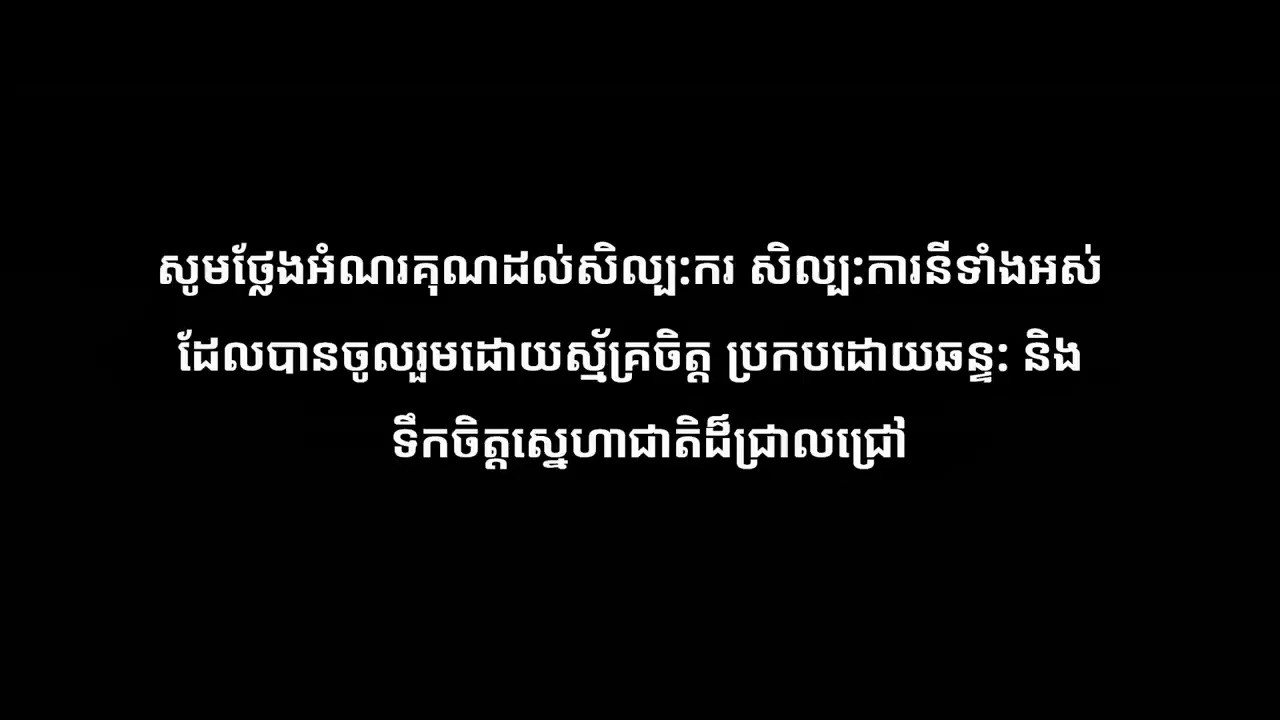 សូមថ្លែងអំណរគុណដល់សិល្បៈករ សិល្បៈការនីទាំងអស់
ដែលបានចូលរួមដោយស្ម័គ្រចិត្ត ប្រកបដោយឆន្ទៈ និង
ទឹកចិត្តស្នេហាជាតិដ៏ជ្រាលជ្រៅ